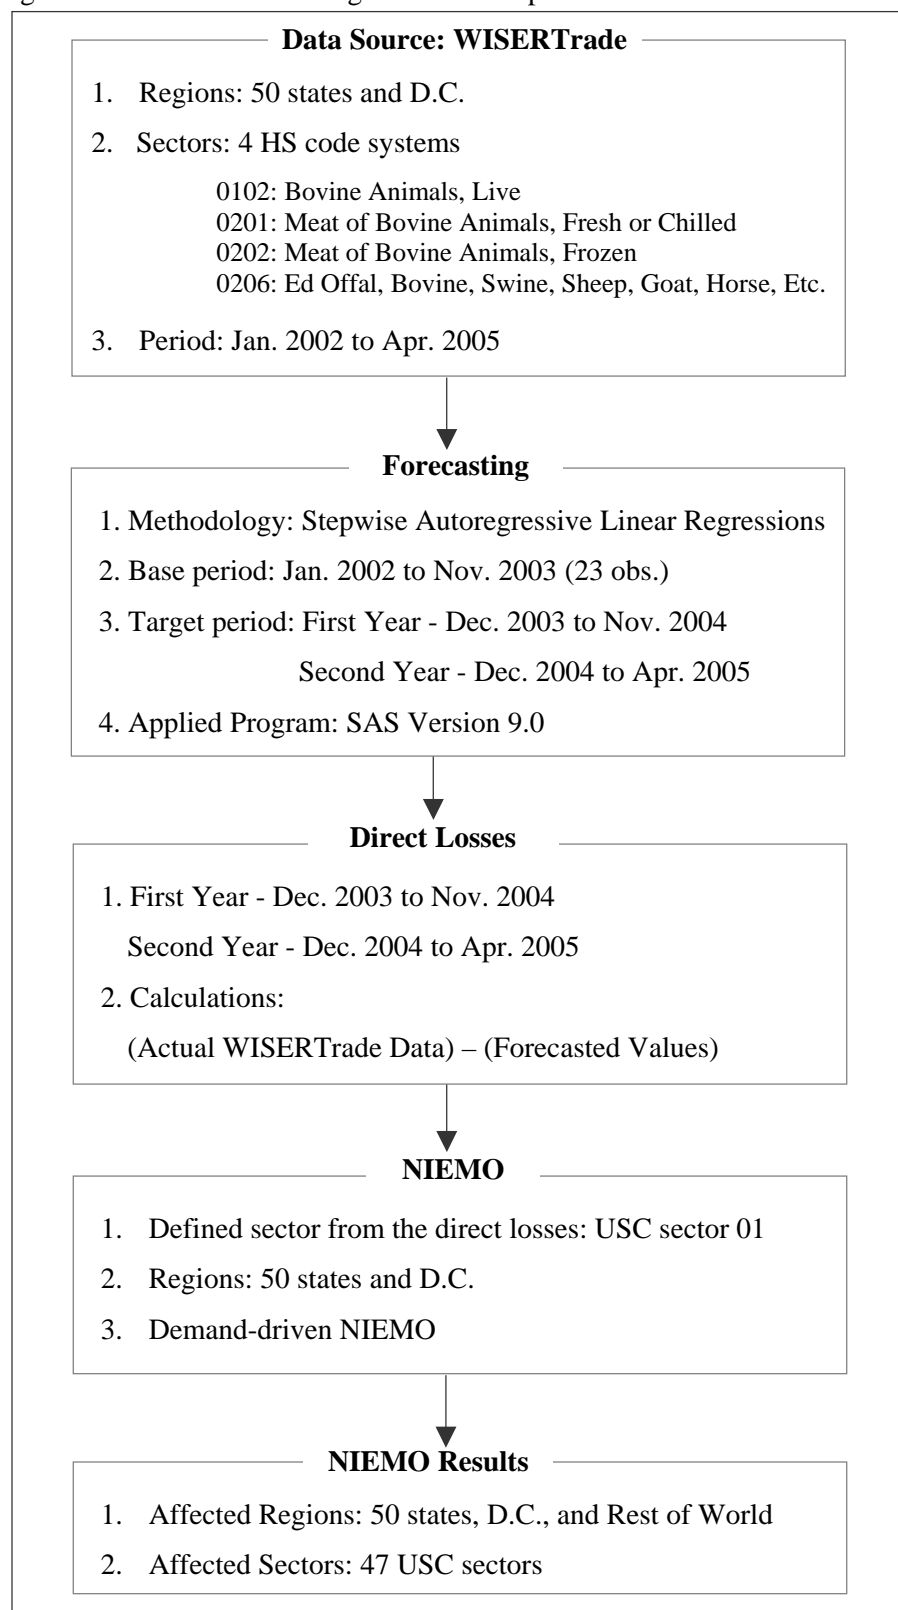 Data Source: WISERTrade
1. Regions: 50 states and D.C.
2. Sectors: 4 HS code systems
0102: Bovine Animals, Live
0201: Meat of Bovine Animals, Fresh or Chilled
0202: Meat of Bovine Animals, Frozen
0206: Ed Offal, Bovine, Swine, Sheep, Goat, Horse, Etc.
3. Period: Jan. 2002 to Apr. 2005
Forecasting
1. Methodology: Stepwise Autoregressive Linear Regressions
2. Base period: Jan. 2002 to Nov. 2003 (23 obs.)
3. Target period: First Year - Dec. 2003 to Nov. 2004
Second Year - Dec. 2004 to Apr. 2005
4. Applied Program: SAS Version 9.0
Direct Losses
1. First Year - Dec. 2003 to Nov. 2004
Second Year - Dec. 2004 to Apr. 2005
2. Calculations:
(Actual WISERTrade Data) – (Forecasted Values)
NIEMO
1. Defined sector from the direct losses: USC sector 01
2. Regions: 50 states and D.C.
3. Demand-driven NIEMO
NIEMO Results
1. Affected Regions: 50 states, D.C., and Rest of World
2. Affected Sectors: 47 USC sectors